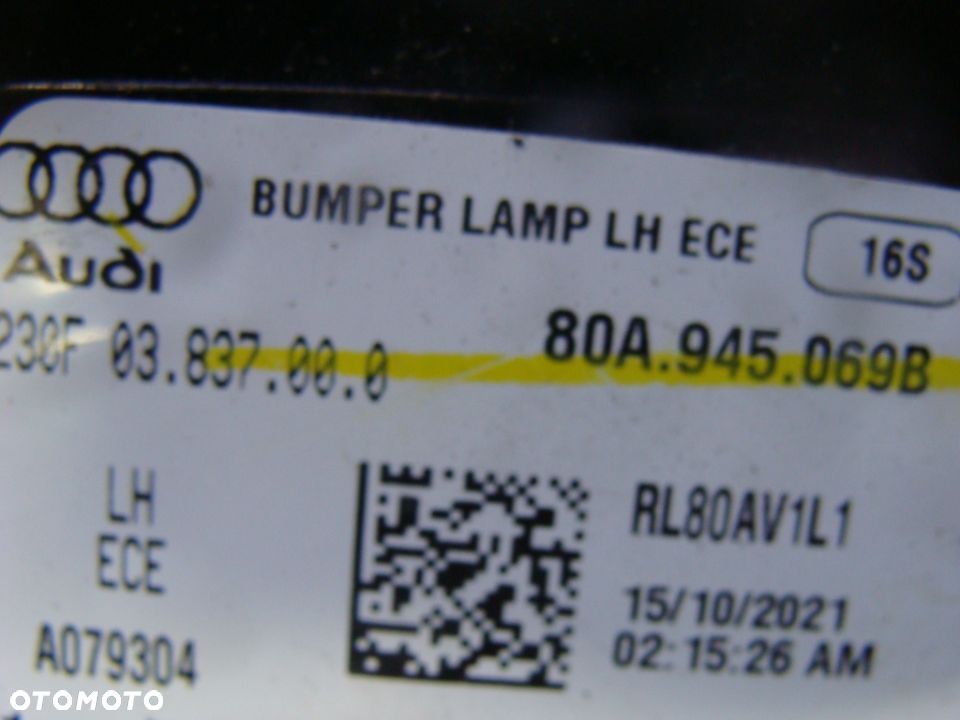 BUMPER LAMP LH ECE 16S
Audi
230F 03.837.00.0 80A.945.069B
LH RL80AV1L1
ECE
15/10/2021
A079304 02:15:26 AM
OTOMOTO